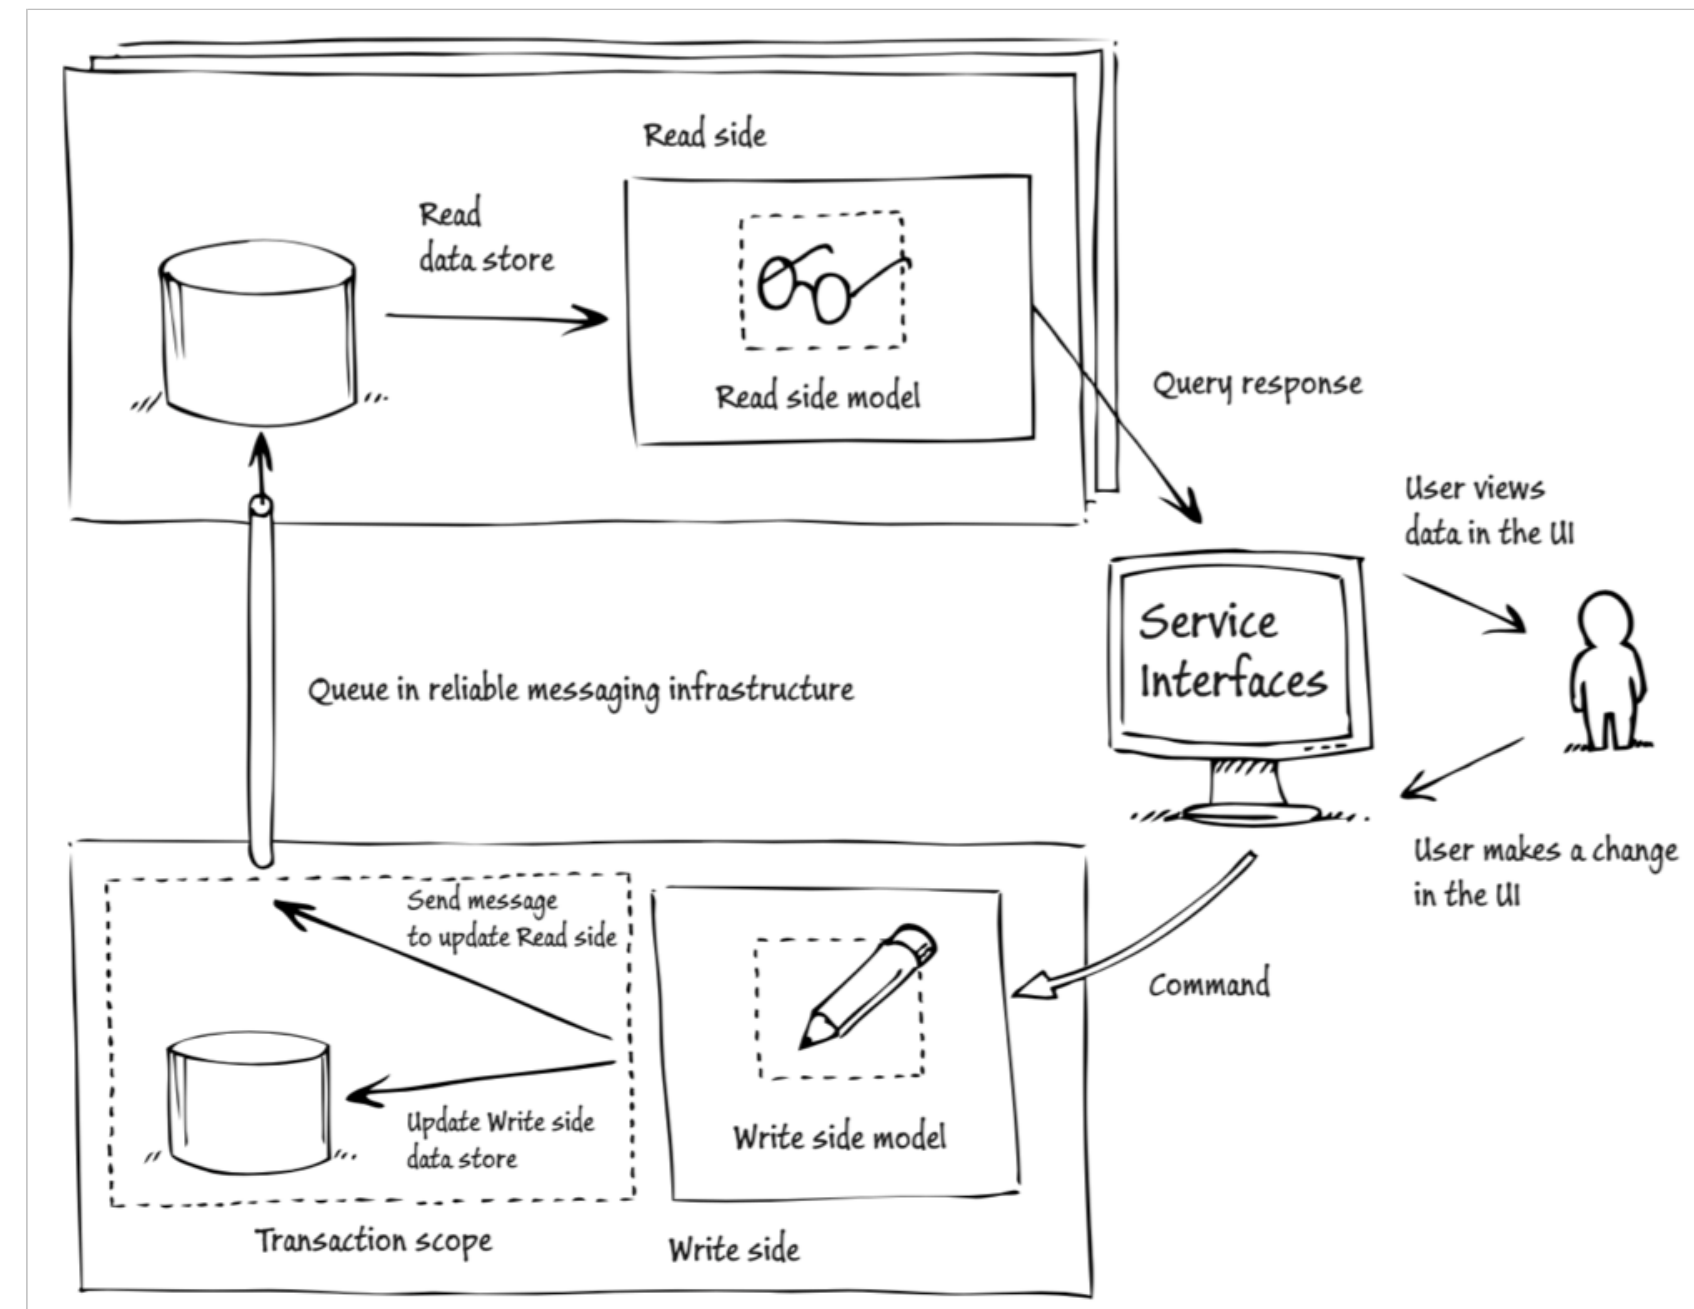 Read side
Read
data store
Read side model
Query response
User views
data in the UI
Service
Interfaces
Queue in reliable messaging infrastructure
User makes a change
in the UI
Send message
to update Read side
Command
Update Write side
data store
Write side model
Transaction scope
Write side